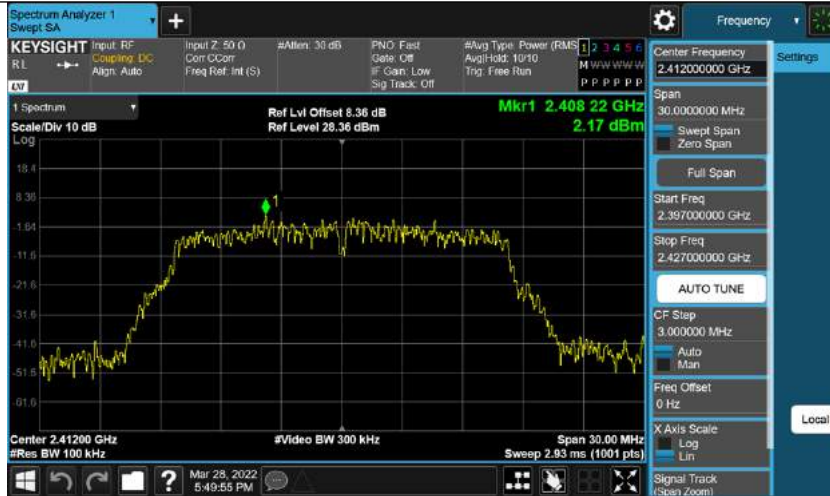 Spectrum Analyzer 1
Swept SA
+
Frequency
KEYSIGHT
RL
LXI
Input: RF
Coupling: DC
Align: Auto
Input Z: 50 Ω
Corr CCorr
Freq Ref: Int (S)
#Atten: 30 dB
PNO: Fast
Gate: Off
IF Gain: Low
Sig Track: Off
#Avg Type: Power (RMS
Avg|Hold: 10/10
Trig: Free Run
1 2 3 4 5 6
M W W W W W
P P P P P P
1 Spectrum
Scale/Div 10 dB
Log
Ref Lvl Offset 8.36 dB
Ref Level 28.36 dBm
Mkr1 2.408 22 GHz
2.17 dBm
18.4
8.36
-1.64
-11.6
-21.6
-31.6
-41.6
-51.6
-61.6
1
Center 2.41200 GHz
#Res BW 100 kHz
#Video BW 300 kHz
Span 30.00 MHz
Sweep 2.93 ms (1001 pts)
?
Mar 28, 2022
5:49:55 PM
Center Frequency
2.412000000 GHz
Settings
Span
30.0000000 MHz
Swept Span
Zero Span
Full Span
Start Freq
2.397000000 GHz
Stop Freq
2.427000000 GHz
AUTO TUNE
CF Step
3.000000 MHz
Auto
Man
Freq Offset
0 Hz
X Axis Scale
Log
Lin
Local
Signal Track
(Span Zoom)